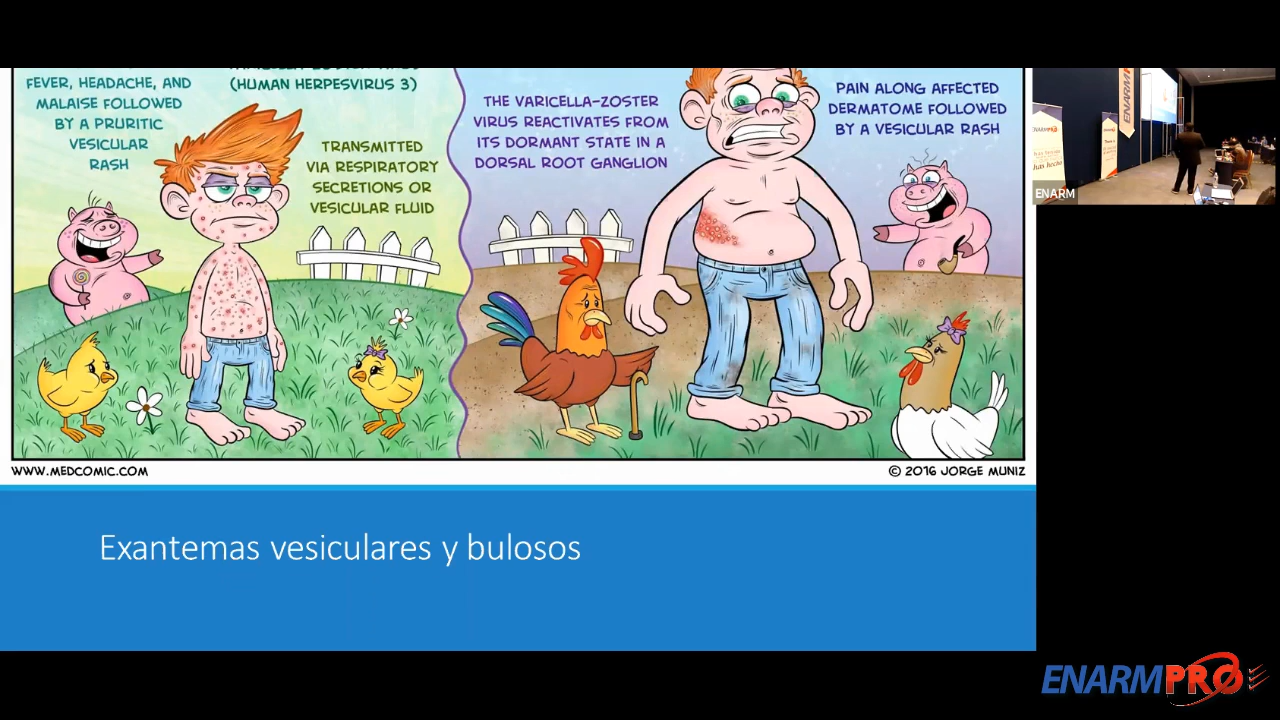 (HUMAN HERPESVIRUS 3)
FEVER, HEADACHE, AND
MALAISE FOLLOWED
BY A PRURITIC
VESICULAR
RASH
TRANSMITTED
VIA RESPIRATORY
SECRETIONS OR
VESICULAR FLUID
THE VARICELLA-ZOSTER
VIRUS REACTIVATES FROM
ITS DORMANT STATE IN A
DORSAL ROOT GANGLION
PAIN ALONG AFFECTED
DERMATOME FOLLOWED
BY A VESICULAR RASH
WWW.MEDCOMIC.COM
© 2016 JORGE MUNIZ
Exantemas vesiculares y bulosos
ENARM
ENARMPRO